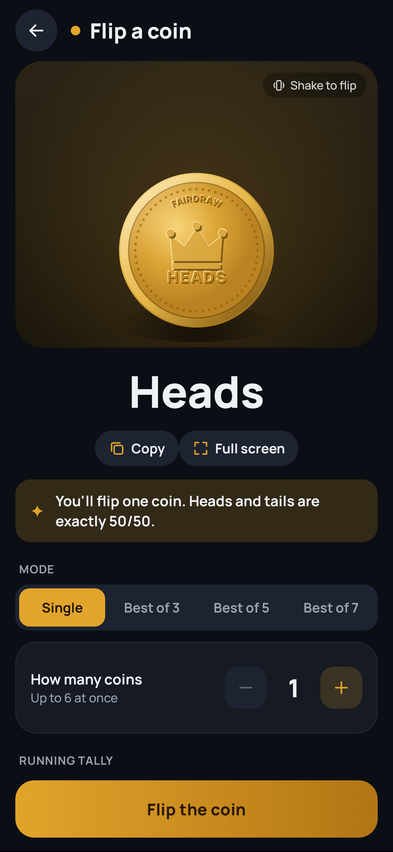 Flip a coin
Shake to flip
FAIRDRAW
HEADS
Heads
Copy
Full screen
You'll flip one coin. Heads and tails are
exactly 50/50.
MODE
Single
Best of 3
Best of 5
Best of 7
How many coins
Up to 6 at once
1
RUNNING TALLY
Flip the coin